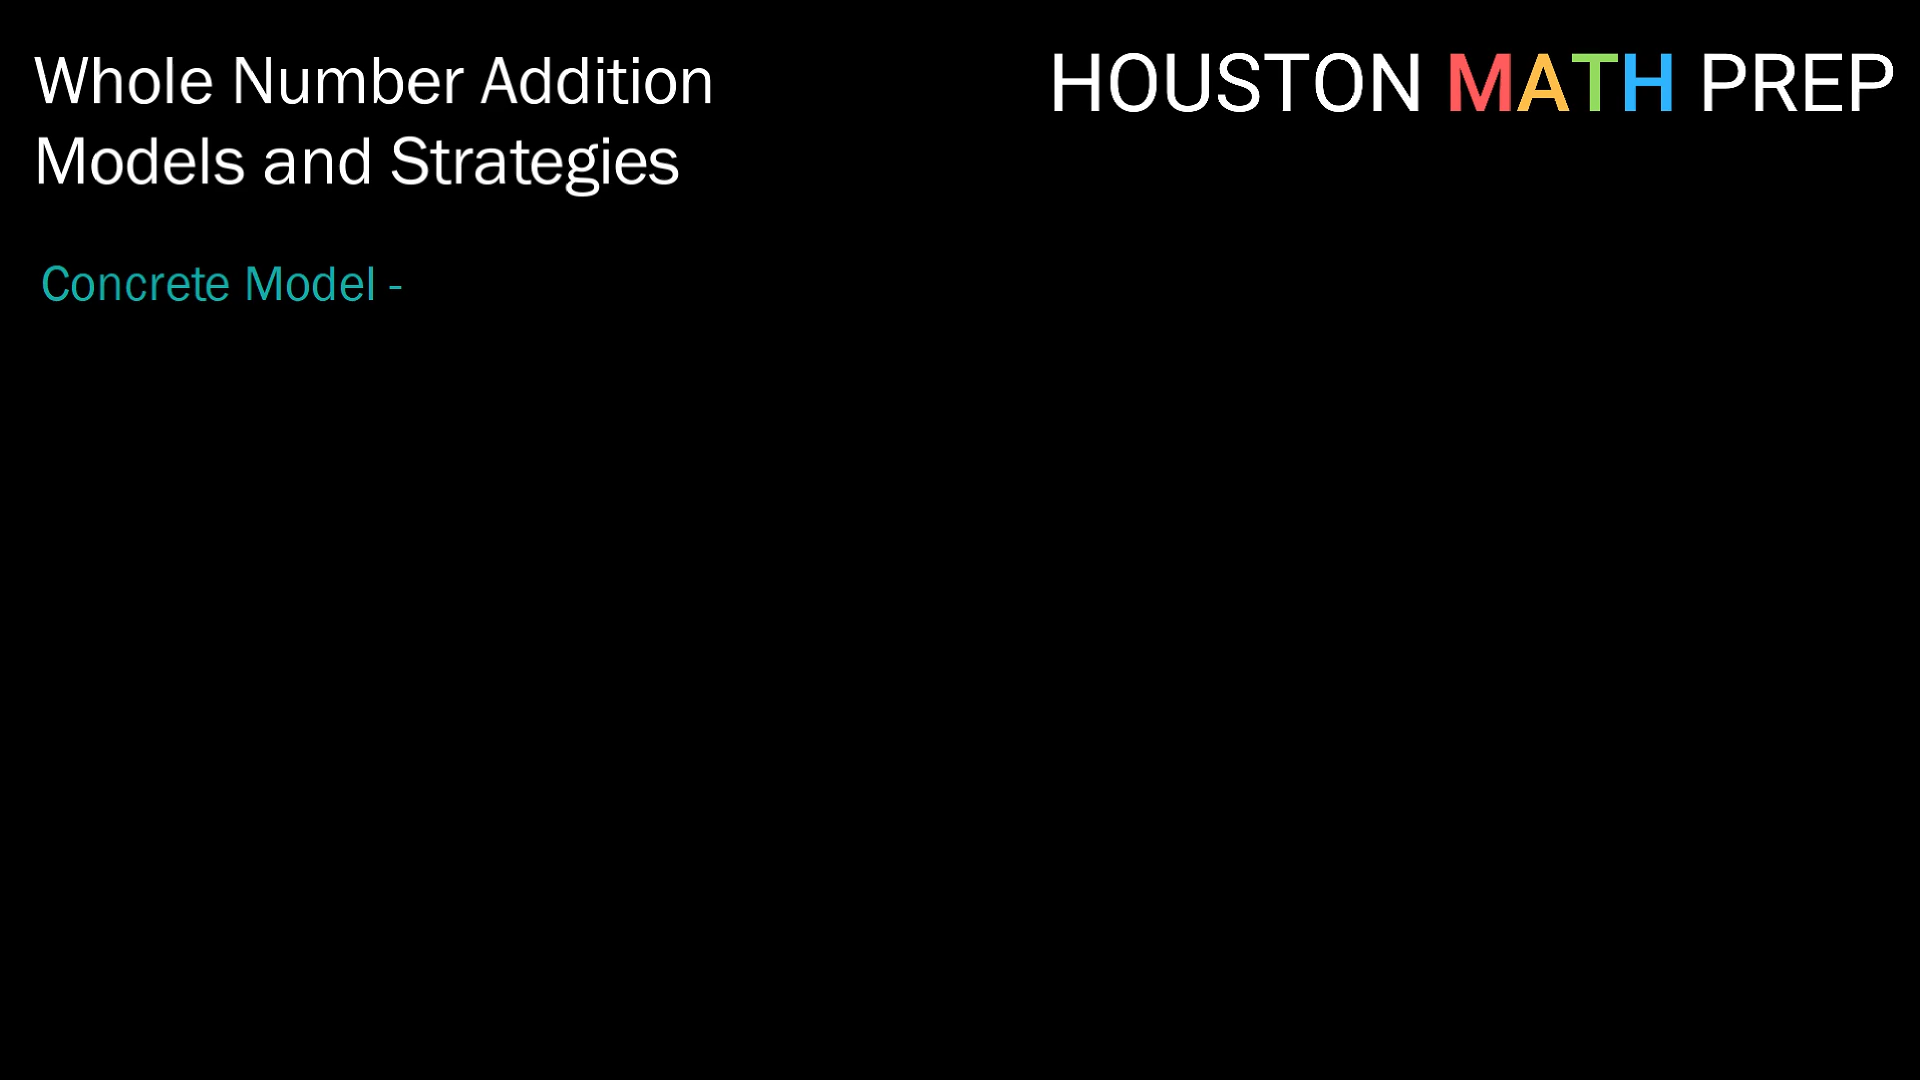 Whole Number Addition
Models and Strategies
HOUSTON MATH PREP
Concrete Model -